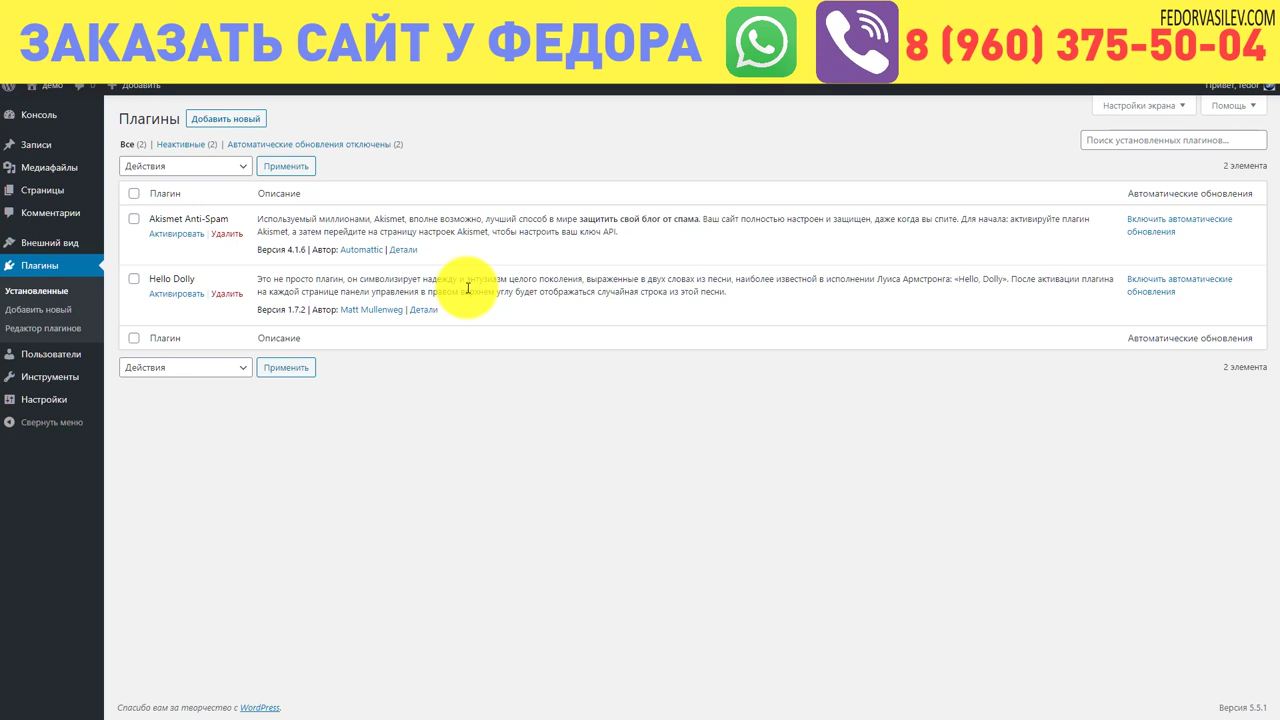 FEDORVASILEV.COM
ЗАКАЗАТЬ САЙТ У ФЕДОРА
8 (960) 375-50-04
демо 0 Добавить Привет, fedor
Консоль
Записи
Медиафайлы
Страницы
Комментарии
Внешний вид
Плагины
Установленные
Добавить новый
Редактор плагинов
Пользователи
Инструменты
Настройки
Свернуть меню
Настройки экрана Помощь
Плагины Добавить новый
Все (2) | Неактивные (2) | Автоматические обновления отключены (2)
Поиск установленных плагинов...
Действия Применить 2 элемента
Плагин Описание Автоматические обновления
Akismet Anti-Spam
Активировать | Удалить
Используемый миллионами, Akismet, вполне возможно, лучший способ в мире защитить свой блог от спама. Ваш сайт полностью настроен и защищен, даже когда вы спите. Для начала: активируйте плагин
Akismet, а затем перейдите на страницу настроек Akismet, чтобы настроить ваш ключ API.
Версия 4.1.6 | Автор: Automattic | Детали
Включить автоматические
обновления
Hello Dolly
Активировать | Удалить
Это не просто плагин, он символизирует надежду и энтузиазм целого поколения, выраженные в двух словах из песни, наиболее известной в исполнении Луиса Армстронга: «Hello, Dolly». После активации плагина
на каждой странице панели управления в правом верхнем углу будет отображаться случайная строка из этой песни.
Версия 1.7.2 | Автор: Matt Mullenweg | Детали
Включить автоматические
обновления
Плагин Описание Автоматические обновления
Действия Применить 2 элемента
Спасибо вам за творчество с WordPress. Версия 5.5.1